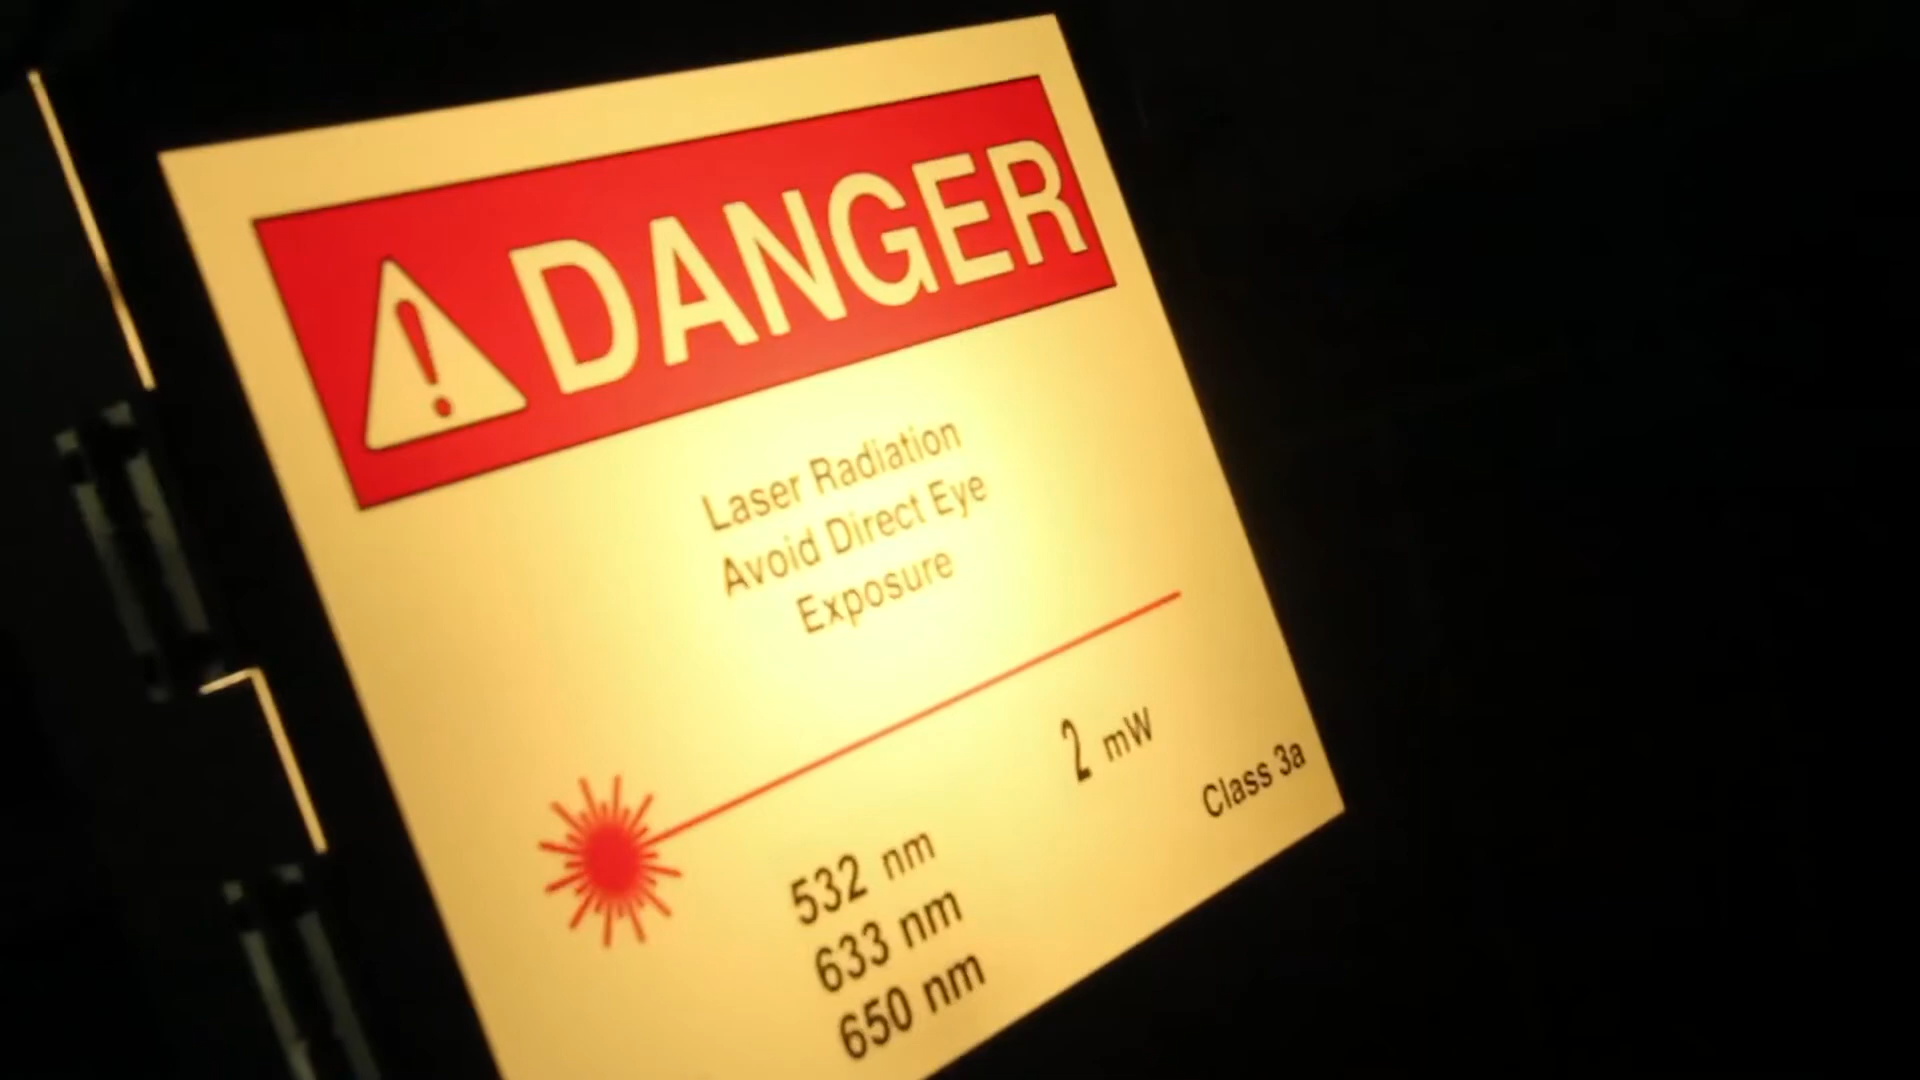 DANGER
Laser Radiation
Avoid Direct Eye
Exposure
2 mW
Class 3a
532 nm
633 nm
650 nm